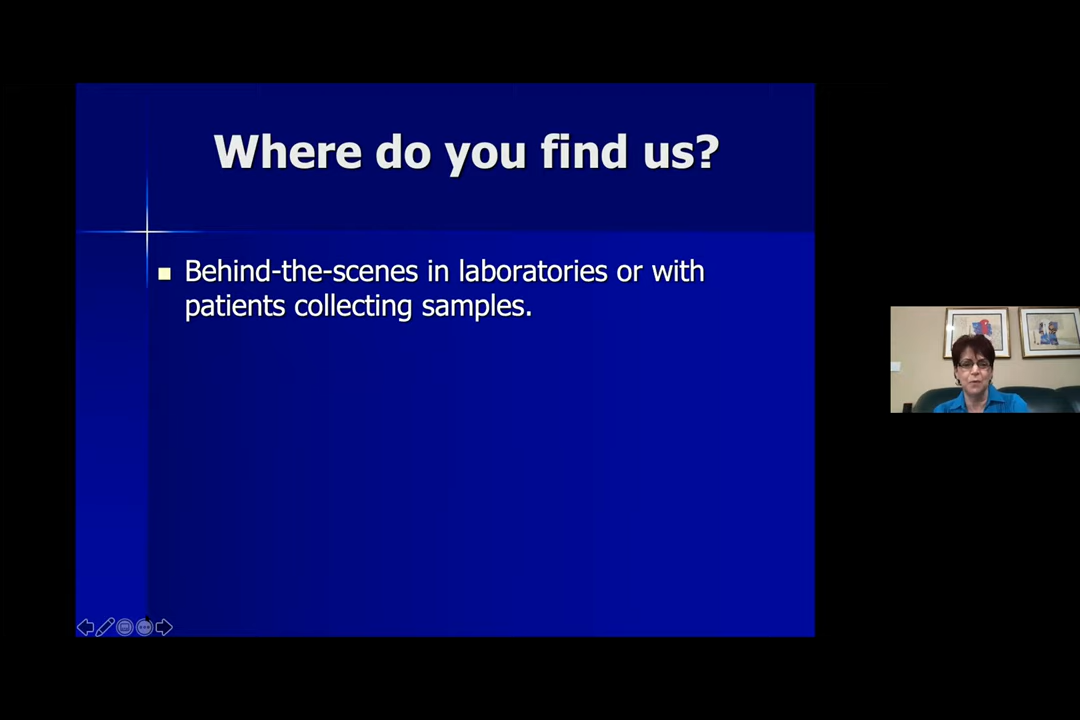 Where do you find us?
Behind-the-scenes in laboratories or with
patients collecting samples.